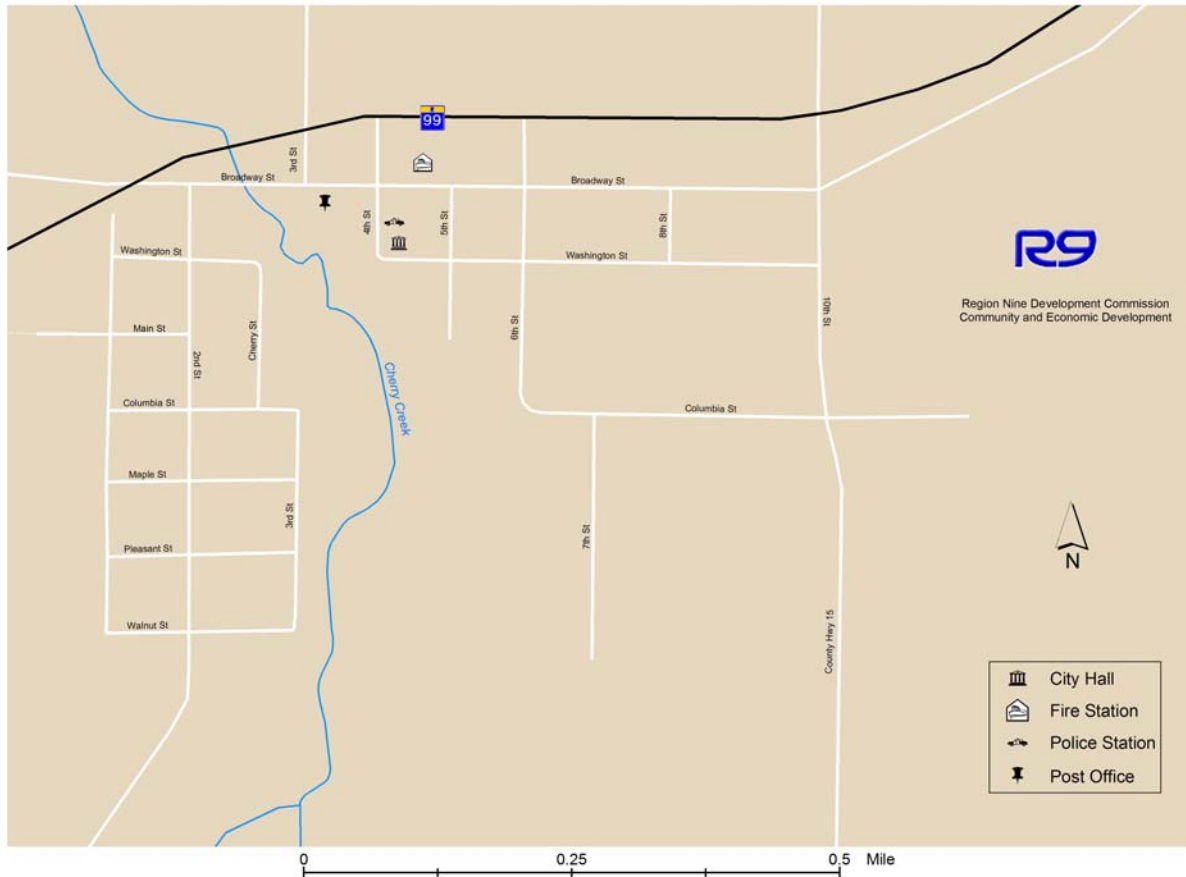 99
3rd St
Broadway St
Broadway St
4th St
5th St
8th St
Washington St
Washington St
R9
Region Nine Development Commission
Community and Economic Development
10th St
Main St
2nd St
Cherry St
6th St
Cherry Creek
Columbia St
Columbia St
Maple St
3rd St
7th St
Pleasant St
N
Walnut St
County Hwy 15
City Hall
Fire Station
Police Station
Post Office
0
0.25
0.5
Mile